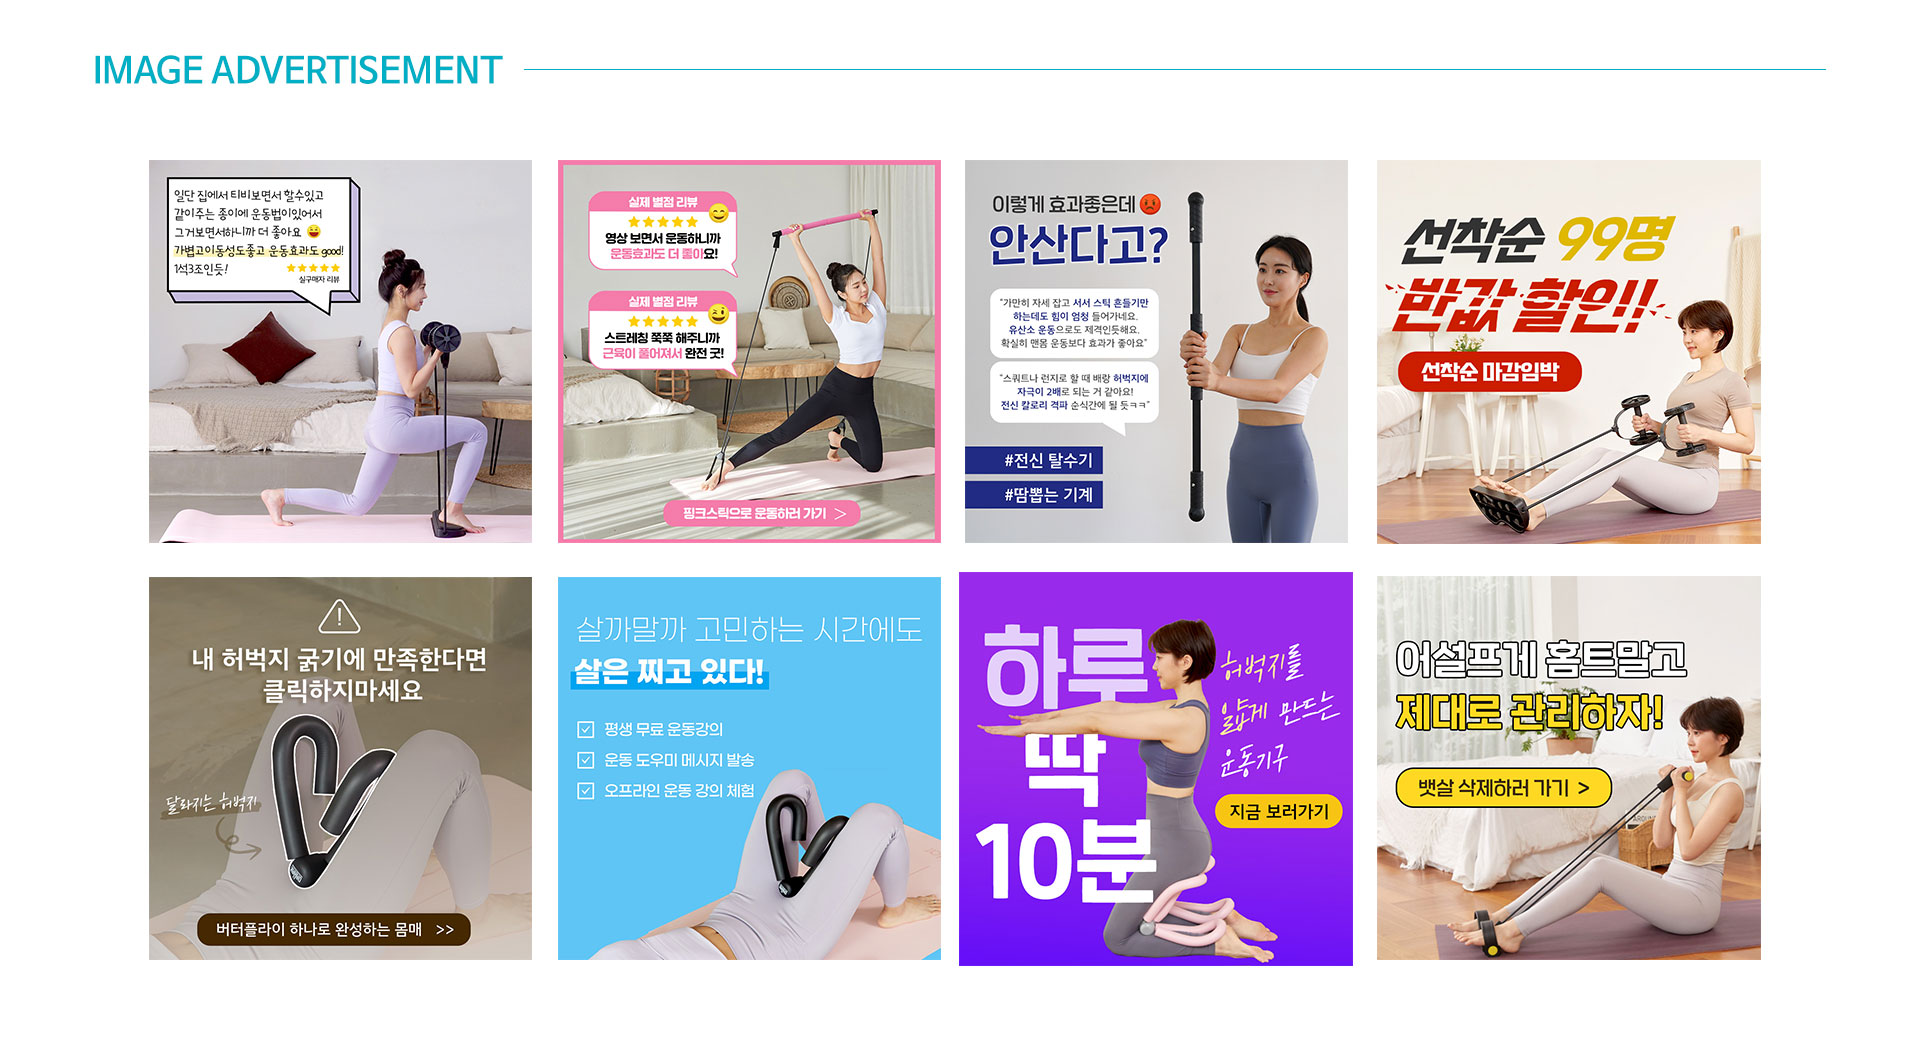 IMAGE ADVERTISEMENT
일단 집에서 티비보면서 할수있고
같이주는 종이에 운동법이있어서
그거보면서하니까 더 좋아요
가볍고이동성도좋고 운동효과도 good!
1석3조인듯!
실구매자 리뷰
실제 별점 리뷰
영상 보면서 운동하니까
운동효과도 더 좋아요!
실제 별점 리뷰
스트레칭 쭉쭉 해주니까
근육이 풀어져서 완전 굿!
핑크스틱으로 운동하러 가기 >
이렇게 효과좋은데
안산다고?
"가만히 자세 잡고 서서 스틱 흔들기만
하는데도 힘이 엄청 들어가네요.
유산소 운동으로도 제격인듯해요.
확실히 맨몸 운동보다 효과가 좋아요"
"스쿼트나 런지로 할 때 배랑 허벅지에
자극이 2배로 되는 거 같아요!
전신 칼로리 격파 순식간에 될 듯ㅋㅋ"
#전신 탈수기
#땀뽑는 기계
선착순 99명
반값 할인!!
선착순 마감임박
내 허벅지 굵기에 만족한다면
클릭하지마세요
달라지는 허벅지
버터플라이 하나로 완성하는 몸매 >>
살까말까 고민하는 시간에도
살은 찌고 있다!
평생 무료 운동강의
운동 도우미 메시지 발송
오프라인 운동 강의 체험
하루
딱
10분
허벅지를
얇게 만드는
운동기구
지금 보러가기
어설프게 홈트말고
제대로 관리하자!
뱃살 삭제하러 가기 >